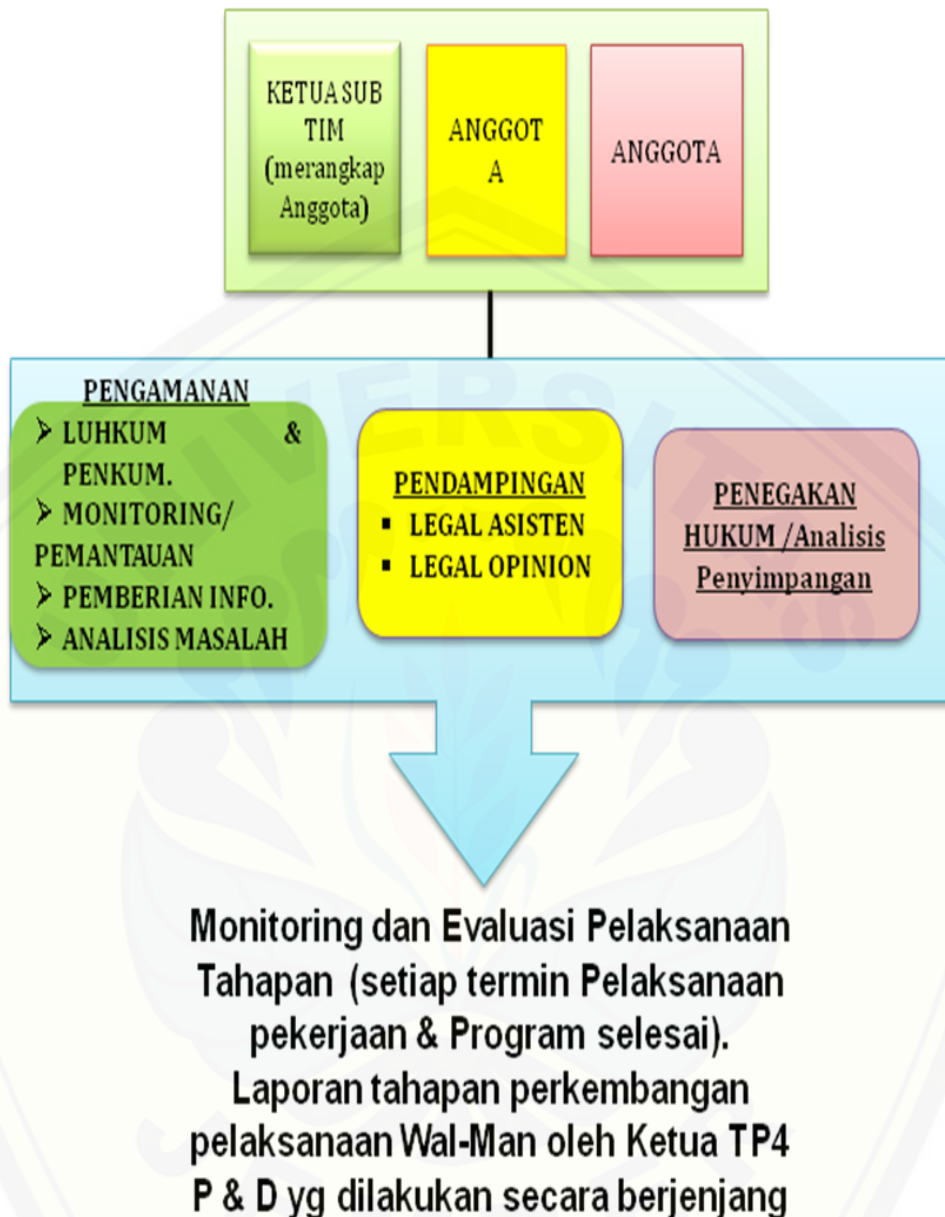 KETUA SUB
TIM
(merangkap
Anggota)
ANGGOT
A
ANGGOTA
PENGAMANAN
➢ LUHKUM &
PENKUM.
➢ MONITORING/
PEMANTAUAN
➢ PEMBERIAN INFO.
➢ ANALISIS MASALAH
PENDAMPINGAN
▪ LEGAL ASISTEN
▪ LEGAL OPINION
PENEGAKAN
HUKUM /Analisis
Penyimpangan
Monitoring dan Evaluasi Pelaksanaan
Tahapan (setiap termin Pelaksanaan
pekerjaan & Program selesai).
Laporan tahapan perkembangan
pelaksanaan Wal-Man oleh Ketua TP4
P & D yg dilakukan secara berjenjang